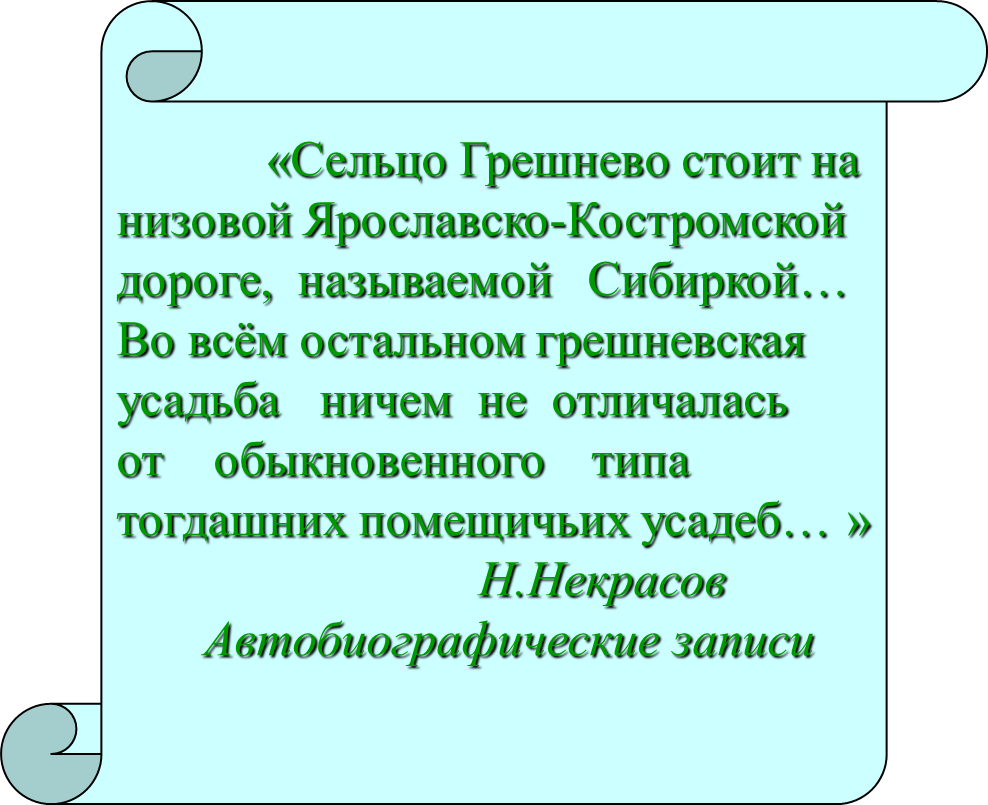 «Сельцо Грешнево стоит на
низовой Ярославско-Костромской
дороге, называемой Сибиркой…
Во всём остальном грешневская
усадьба ничем не отличалась
от обыкновенного типа
тогдашних помещичьих усадеб… »
Н.Некрасов
Автобиографические записи